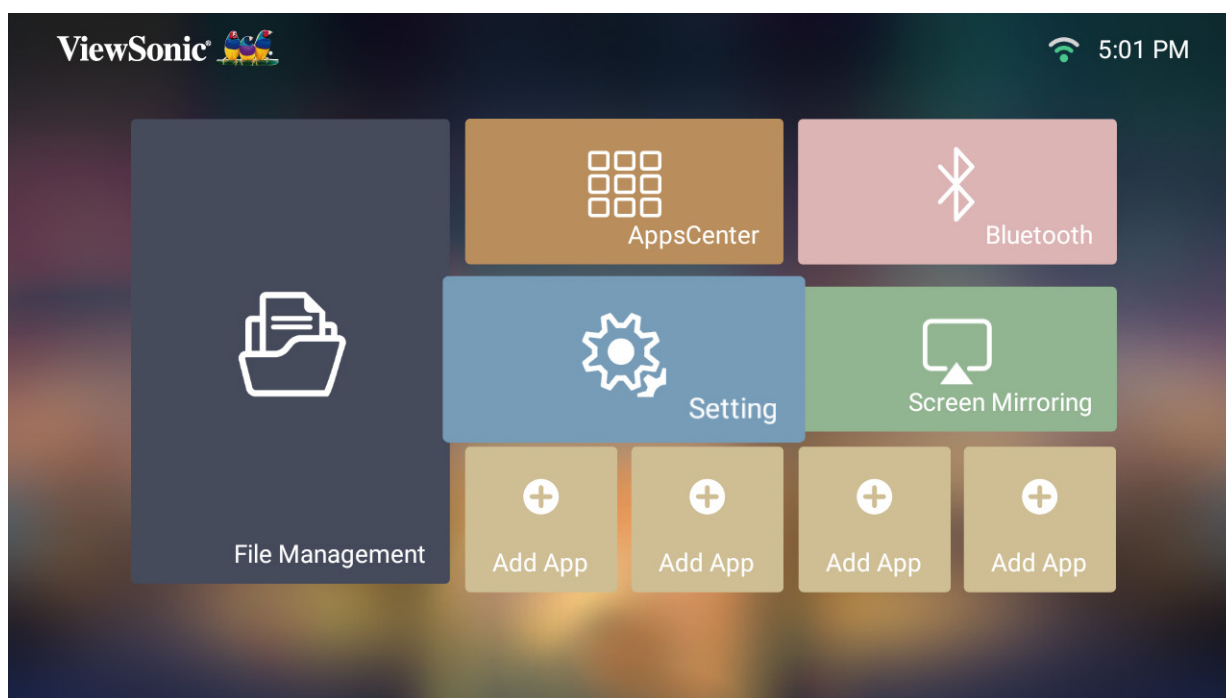 ViewSonic®
5:01 PM
AppsCenter
Bluetooth
Setting
Screen Mirroring
File Management
Add App
Add App
Add App
Add App